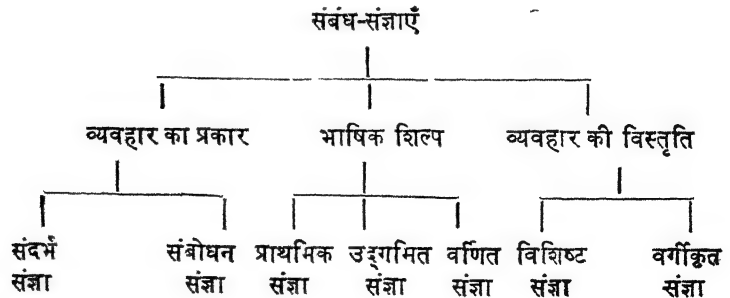 संबंध-संज्ञाएँ
व्यवहार का प्रकार भाषिक शिल्प व्यवहार की विस्तृति
संदर्भ संबोधन प्राथमिक उद्गमित वर्णित विशिष्ट वर्गीकृत
संज्ञा संज्ञा संज्ञा संज्ञा संज्ञा संज्ञा संज्ञा